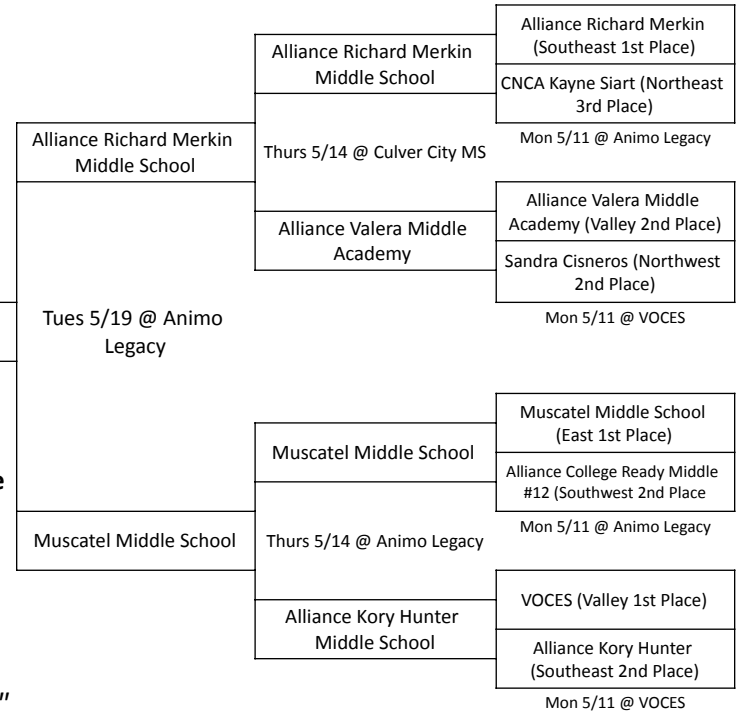 Alliance Richard Merkin
(Southeast 1st Place)
Alliance Richard Merkin
Middle School
CNCA Kayne Siart (Northeast
3rd Place)
Mon 5/11 @ Animo Legacy
Alliance Richard Merkin
Middle School
Thurs 5/14 @ Culver City MS
Alliance Valera Middle
Academy (Valley 2nd Place)
Alliance Valera Middle
Academy
Sandra Cisneros (Northwest
2nd Place)
Mon 5/11 @ VOCES
Tues 5/19 @ Animo
Legacy
Muscatel Middle School
(East 1st Place)
Muscatel Middle School
Alliance College Ready Middle
#12 (Southwest 2nd Place
e
Mon 5/11 @ Animo Legacy
Muscatel Middle School
Thurs 5/14 @ Animo Legacy
VOCES (Valley 1st Place)
Alliance Kory Hunter
Middle School
Alliance Kory Hunter
(Southeast 2nd Place)
Mon 5/11 @ VOCES
"